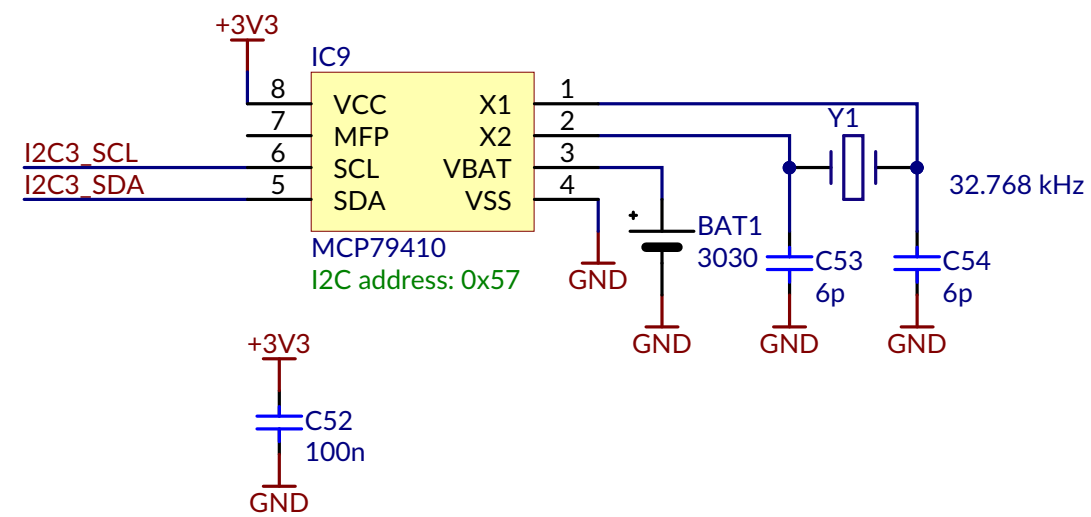 +3V3
IC9
8 VCC X1 1
7 MFP X2 2
6 SCL VBAT 3
5 SDA VSS 4
I2C3_SCL
I2C3_SDA
MCP79410
I2C address: 0x57
GND
+
BAT1
3030
GND
Y1
32.768 kHz
C53
6p
GND
C54
6p
GND
+3V3
C52
100n
GND